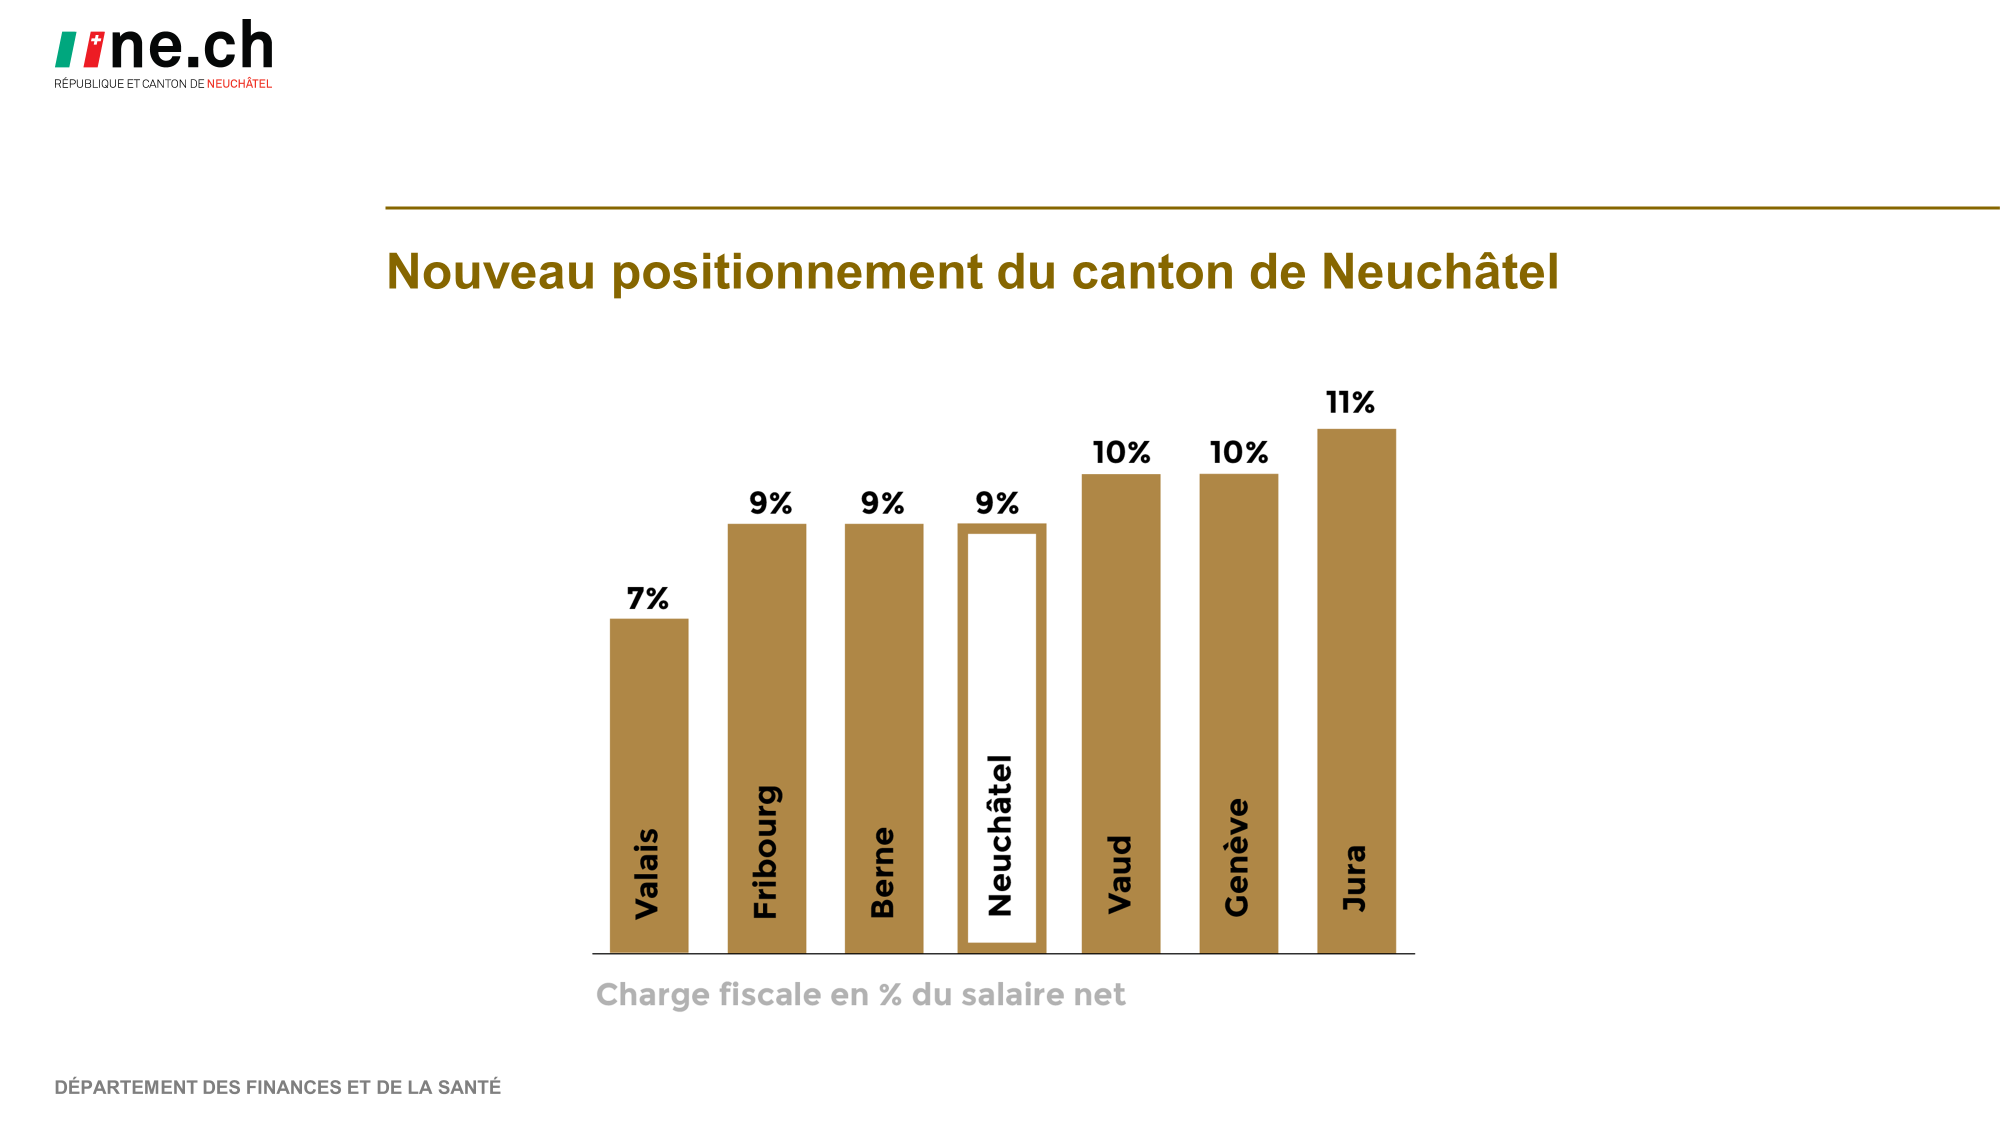 ne.ch
RÉPUBLIQUE ET CANTON DE NEUCHÂTEL
Nouveau positionnement du canton de Neuchâtel
7%
9%
9%
9%
10%
10%
11%
Valais
Fribourg
Berne
Neuchâtel
Vaud
Genève
Jura
Charge fiscale en % du salaire net
DÉPARTEMENT DES FINANCES ET DE LA SANTÉ